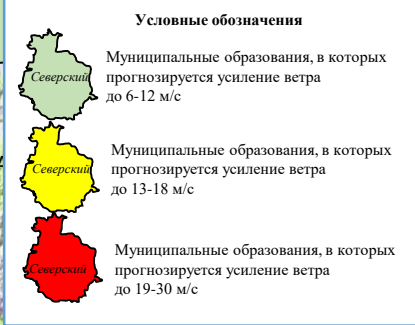 Условные обозначения
Северский
Муниципальные образования, в которых
прогнозируется усиление ветра
до 6-12 м/с
Северский
Муниципальные образования, в которых
прогнозируется усиление ветра
до 13-18 м/с
Северский
Муниципальные образования, в которых
прогнозируется усиление ветра
до 19-30 м/с